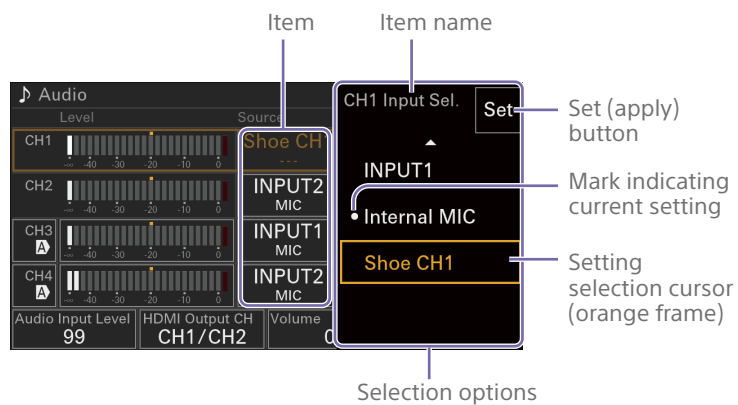 Item
Item name
♪ Audio
Level
Source
CH1
Shoe CH
---
-∞ -40 -30 -20 -10 0
CH2
INPUT2
MIC
-∞ -40 -30 -20 -10 0
CH3
A
INPUT1
MIC
-∞ -40 -30 -20 -10 0
CH4
A
INPUT2
MIC
-∞ -40 -30 -20 -10 0
Audio Input Level
99
HDMI Output CH
CH1/CH2
Volume
0
CH1 Input Sel.
Set
INPUT1
Internal MIC
Shoe CH1
Set (apply)
button
Mark indicating
current setting
Setting
selection cursor
(orange frame)
Selection options